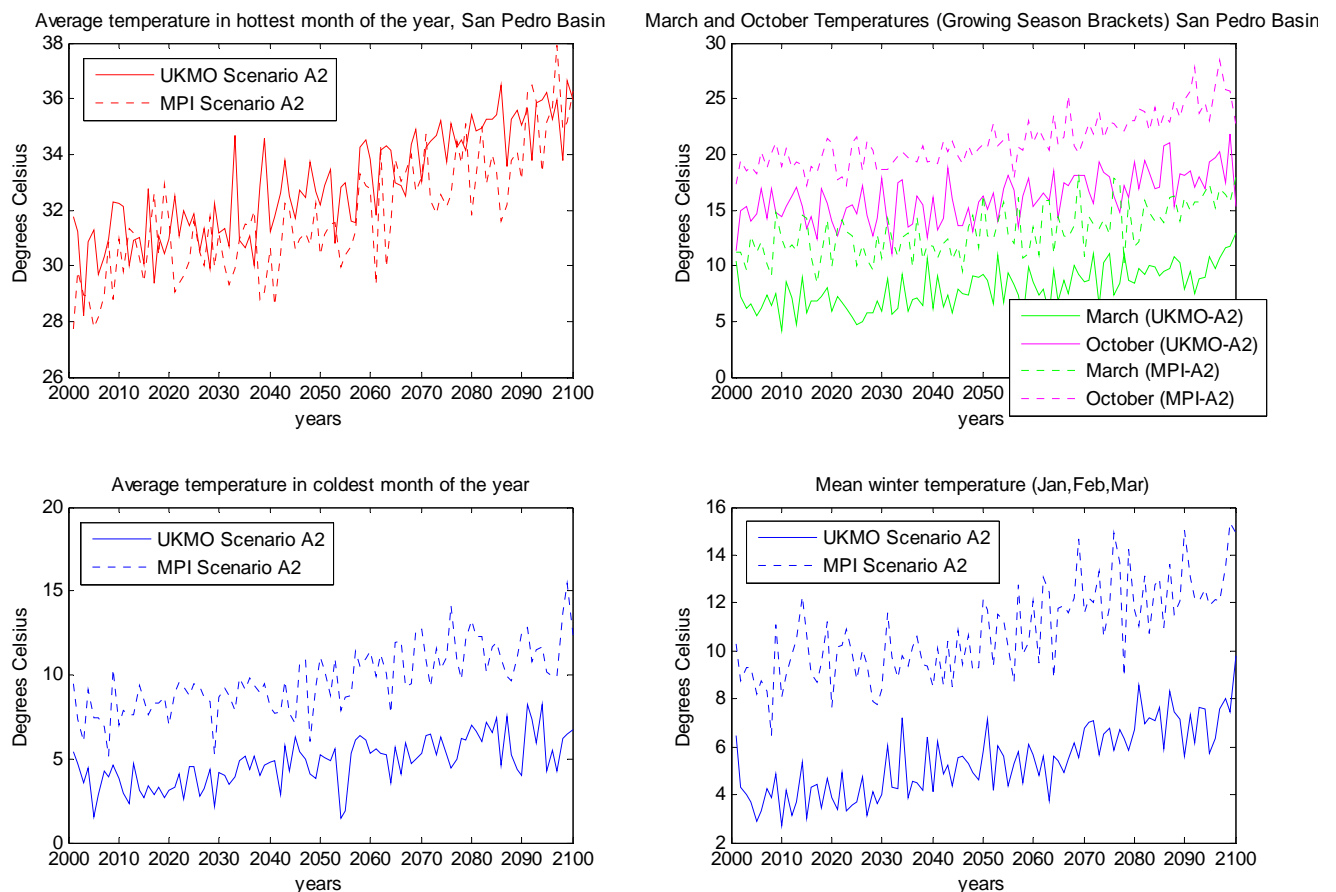 Average temperature in hottest month of the year, San Pedro Basin
38
36
34
32
30
28
26
Degrees Celsius
UKMO Scenario A2
MPI Scenario A2
2000 2010 2020 2030 2040 2050 2060 2070 2080 2090 2100
years
March and October Temperatures (Growing Season Brackets) San Pedro Basin
30
25
20
15
10
5
0
Degrees Celsius
March (UKMO-A2)
October (UKMO-A2)
March (MPI-A2)
October (MPI-A2)
2000 2010 2020 2030 2040 2050 2060 2070 2080 2090 2100
years
Average temperature in coldest month of the year
20
15
10
5
0
Degrees Celsius
UKMO Scenario A2
MPI Scenario A2
2000 2010 2020 2030 2040 2050 2060 2070 2080 2090 2100
years
Mean winter temperature (Jan,Feb,Mar)
16
14
12
10
8
6
4
2
Degrees Celsius
UKMO Scenario A2
MPI Scenario A2
2000 2010 2020 2030 2040 2050 2060 2070 2080 2090 2100
years